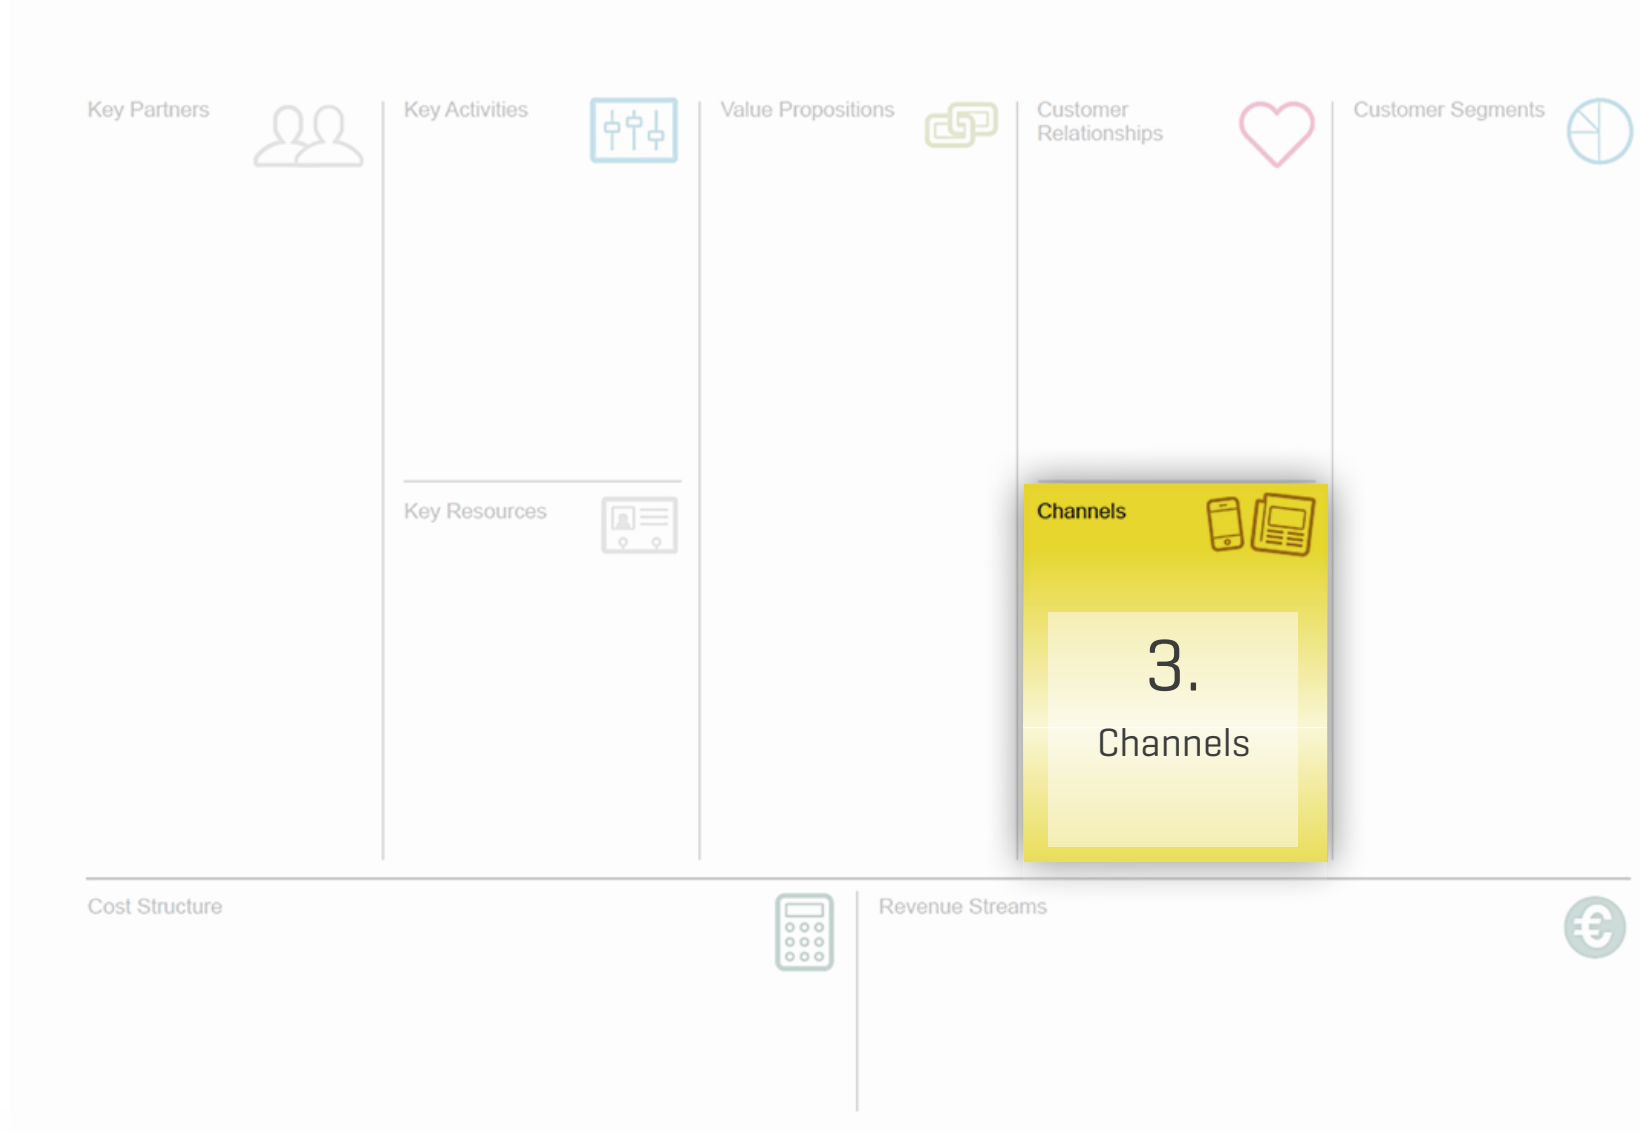 Key Partners
Key Activities
Value Propositions
Customer
Relationships
Customer Segments
Key Resources
Channels
3.
Channels
Cost Structure
Revenue Streams
€